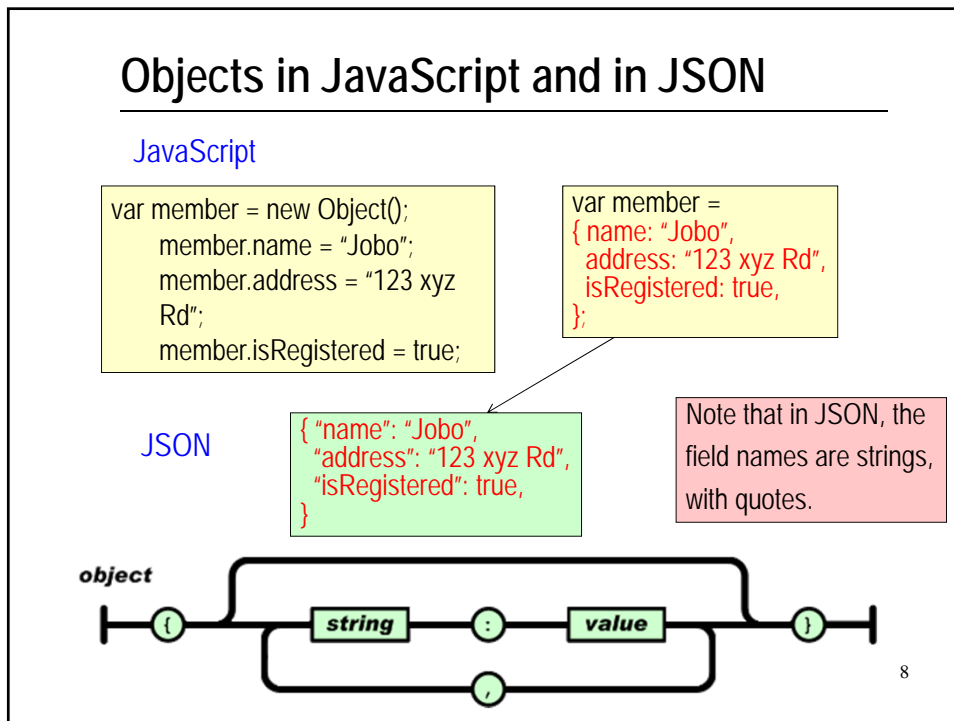 Objects in JavaScript and in JSON
JavaScript
var member = new Object();
member.name = “Jobo”;
member.address = “123 xyz
Rd”;
member.isRegistered = true;
var member =
{ name: “Jobo”,
address: “123 xyz Rd”,
isRegistered: true,
};
JSON
{ “name”: “Jobo”,
“address”: “123 xyz Rd”,
“isRegistered”: true,
}
Note that in JSON, the
field names are strings,
with quotes.
object
{ string : value }
,
8